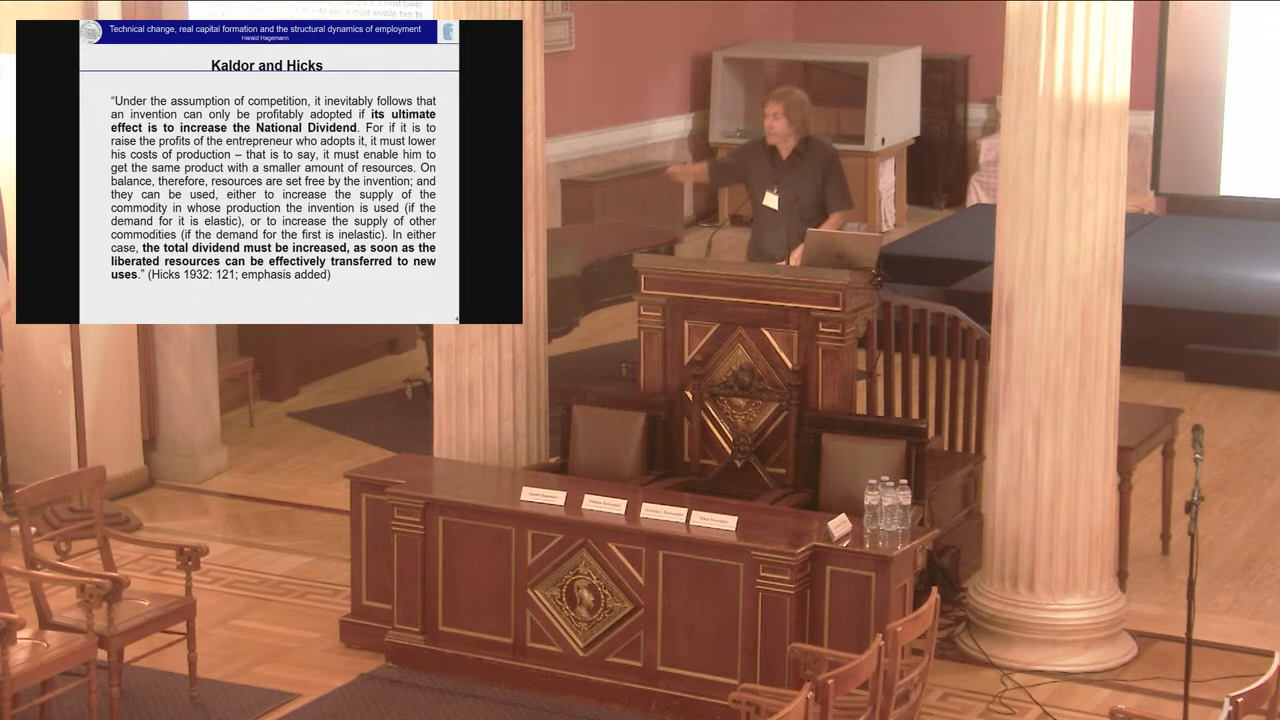 Technical change, real capital formation and the structural dynamics of employment
Harald Hagemann
Kaldor and Hicks
“Under the assumption of competition, it inevitably follows that
an invention can only be profitably adopted if its ultimate
effect is to increase the National Dividend. For if it is to
raise the profits of the entrepreneur who adopts it, it must lower
his costs of production – that is to say, it must enable him to
get the same product with a smaller amount of resources. On
balance, therefore, resources are set free by the invention; and
they can be used, either to increase the supply of the
commodity in whose production the invention is used (if the
demand for it is elastic), or to increase the supply of other
commodities (if the demand for the first is inelastic). In either
case, the total dividend must be increased, as soon as the
liberated resources can be effectively transferred to new
uses.” (Hicks 1932: 121; emphasis added)
4